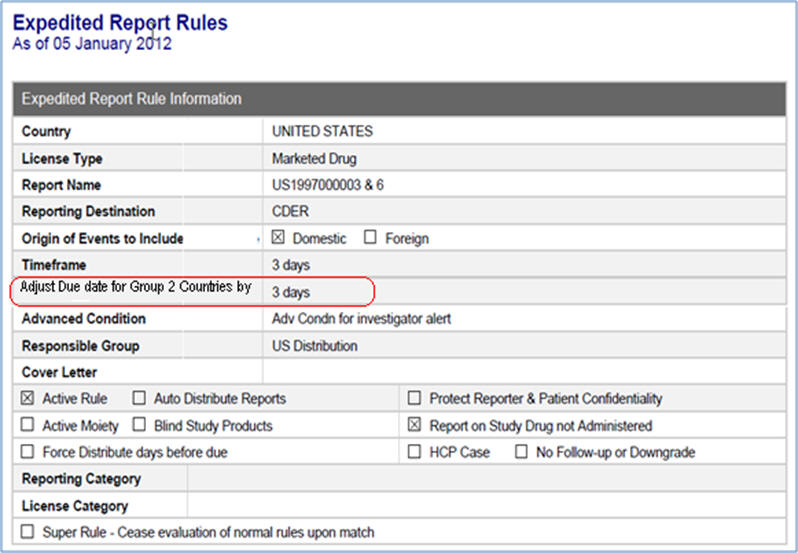 Expedited Report Rules
As of 05 January 2012
Expedited Report Rule Information
Country UNITED STATES
License Type Marketed Drug
Report Name US1997000003 & 6
Reporting Destination CDER
Origin of Events to Include , ☒ Domestic ☐ Foreign
Timeframe 3 days
Adjust Due date for Group 2 Countries by 3 days
Advanced Condition Adv Condn for investigator alert
Responsible Group US Distribution
Cover Letter
☒ Active Rule ☐ Auto Distribute Reports ☐ Protect Reporter & Patient Confidentiality
☐ Active Moiety ☐ Blind Study Products ☒ Report on Study Drug not Administered
☐ Force Distribute days before due ☐ HCP Case ☐ No Follow-up or Downgrade
Reporting Category
License Category
☐ Super Rule - Cease evaluation of normal rules upon match